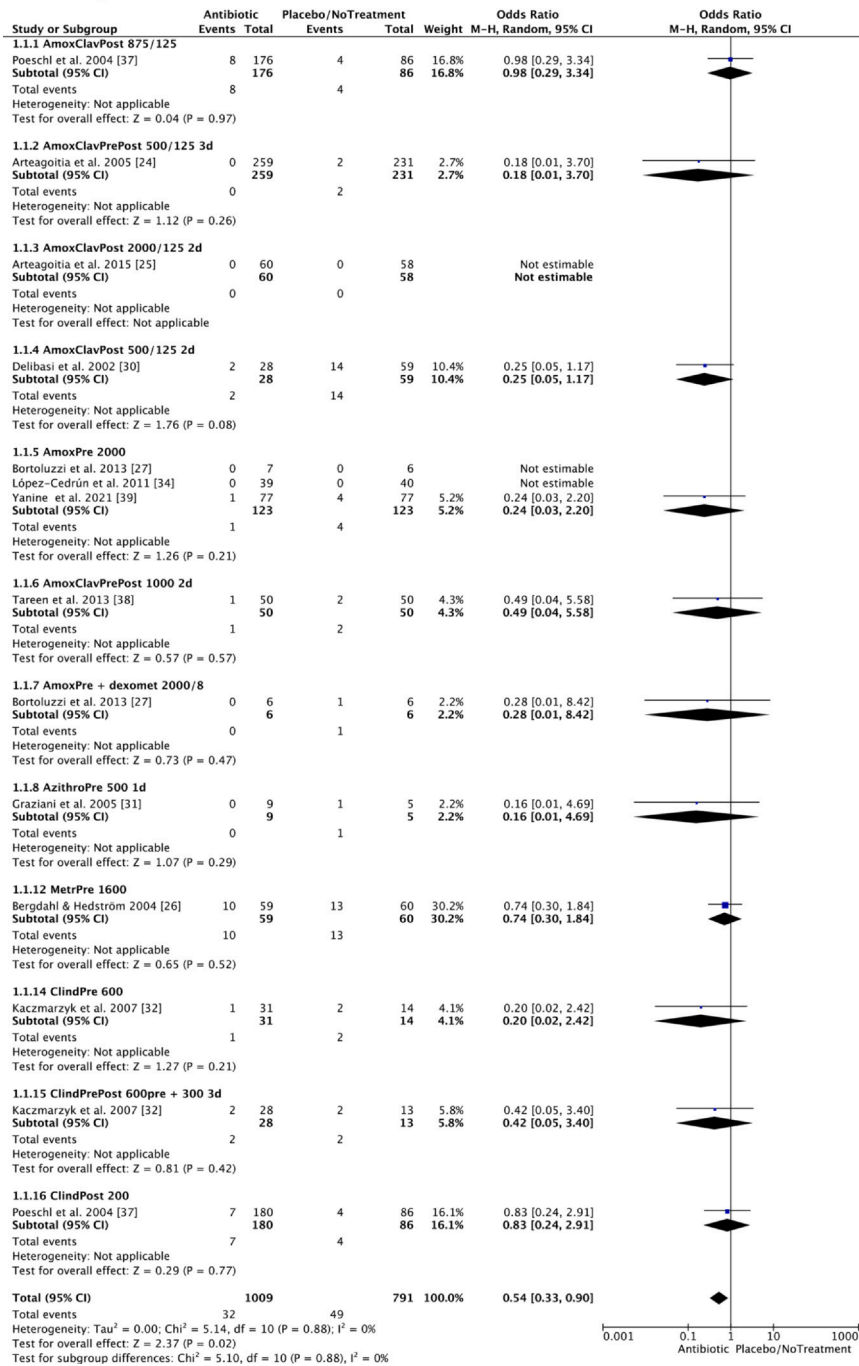 Antibiotic Placebo/NoTreatment Odds Ratio Odds Ratio
Study or Subgroup Events Total Events Total Weight M-H, Random, 95% CI M-H, Random, 95% CI
1.1.1 AmoxClavPost 875/125
Poeschl et al. 2004 [37] 8 176 4 86 16.8% 0.98 [0.29, 3.34]
Subtotal (95% CI) 176 86 16.8% 0.98 [0.29, 3.34]
Total events 8 4
Heterogeneity: Not applicable
Test for overall effect: Z = 0.04 (P = 0.97)
1.1.2 AmoxClavPrePost 500/125 3d
Arteagoitia et al. 2005 [24] 0 259 2 231 2.7% 0.18 [0.01, 3.70]
Subtotal (95% CI) 259 231 2.7% 0.18 [0.01, 3.70]
Total events 0 2
Heterogeneity: Not applicable
Test for overall effect: Z = 1.12 (P = 0.26)
1.1.3 AmoxClavPost 2000/125 2d
Arteagoitia et al. 2015 [25] 0 60 0 58 Not estimable
Subtotal (95% CI) 60 58 Not estimable
Total events 0 0
Heterogeneity: Not applicable
Test for overall effect: Not applicable
1.1.4 AmoxClavPost 500/125 2d
Delibasi et al. 2002 [30] 2 28 14 59 10.4% 0.25 [0.05, 1.17]
Subtotal (95% CI) 28 59 10.4% 0.25 [0.05, 1.17]
Total events 2 14
Heterogeneity: Not applicable
Test for overall effect: Z = 1.76 (P = 0.08)
1.1.5 AmoxPre 2000
Bortoluzzi et al. 2013 [27] 0 7 0 6 Not estimable
López-Cedrún et al. 2011 [34] 0 39 0 40 Not estimable
Yanine et al. 2021 [39] 1 77 4 77 5.2% 0.24 [0.03, 2.20]
Subtotal (95% CI) 123 123 5.2% 0.24 [0.03, 2.20]
Total events 1 4
Heterogeneity: Not applicable
Test for overall effect: Z = 1.26 (P = 0.21)
1.1.6 AmoxClavPrePost 1000 2d
Tareen et al. 2013 [38] 1 50 2 50 4.3% 0.49 [0.04, 5.58]
Subtotal (95% CI) 50 50 4.3% 0.49 [0.04, 5.58]
Total events 1 2
Heterogeneity: Not applicable
Test for overall effect: Z = 0.57 (P = 0.57)
1.1.7 AmoxPre + dexomet 2000/8
Bortoluzzi et al. 2013 [27] 0 6 1 6 2.2% 0.28 [0.01, 8.42]
Subtotal (95% CI) 6 6 2.2% 0.28 [0.01, 8.42]
Total events 0 1
Heterogeneity: Not applicable
Test for overall effect: Z = 0.73 (P = 0.47)
1.1.8 AzithroPre 500 1d
Graziani et al. 2005 [31] 0 9 1 5 2.2% 0.16 [0.01, 4.69]
Subtotal (95% CI) 9 5 2.2% 0.16 [0.01, 4.69]
Total events 0 1
Heterogeneity: Not applicable
Test for overall effect: Z = 1.07 (P = 0.29)
1.1.12 MetrPre 1600
Bergdahl & Hedström 2004 [26] 10 59 13 60 30.2% 0.74 [0.30, 1.84]
Subtotal (95% CI) 59 60 30.2% 0.74 [0.30, 1.84]
Total events 10 13
Heterogeneity: Not applicable
Test for overall effect: Z = 0.65 (P = 0.52)
1.1.14 ClindPre 600
Kaczmarzyk et al. 2007 [32] 1 31 2 14 4.1% 0.20 [0.02, 2.42]
Subtotal (95% CI) 31 14 4.1% 0.20 [0.02, 2.42]
Total events 1 2
Heterogeneity: Not applicable
Test for overall effect: Z = 1.27 (P = 0.21)
1.1.15 ClindPrePost 600pre + 300 3d
Kaczmarzyk et al. 2007 [32] 2 28 2 13 5.8% 0.42 [0.05, 3.40]
Subtotal (95% CI) 28 13 5.8% 0.42 [0.05, 3.40]
Total events 2 2
Heterogeneity: Not applicable
Test for overall effect: Z = 0.81 (P = 0.42)
1.1.16 ClindPost 200
Poeschl et al. 2004 [37] 7 180 4 86 16.1% 0.83 [0.24, 2.91]
Subtotal (95% CI) 180 86 16.1% 0.83 [0.24, 2.91]
Total events 7 4
Heterogeneity: Not applicable
Test for overall effect: Z = 0.29 (P = 0.77)
Total (95% CI) 1009 791 100.0% 0.54 [0.33, 0.90]
Total events 32 49
Heterogeneity: Tau² = 0.00; Chi² = 5.14, df = 10 (P = 0.88); I² = 0%
Test for overall effect: Z = 2.37 (P = 0.02)
Test for subgroup differences: Chi² = 5.10, df = 10 (P = 0.88), I² = 0%
0.001 0.1 1 10 1000
Antibiotic Placebo/NoTreatment